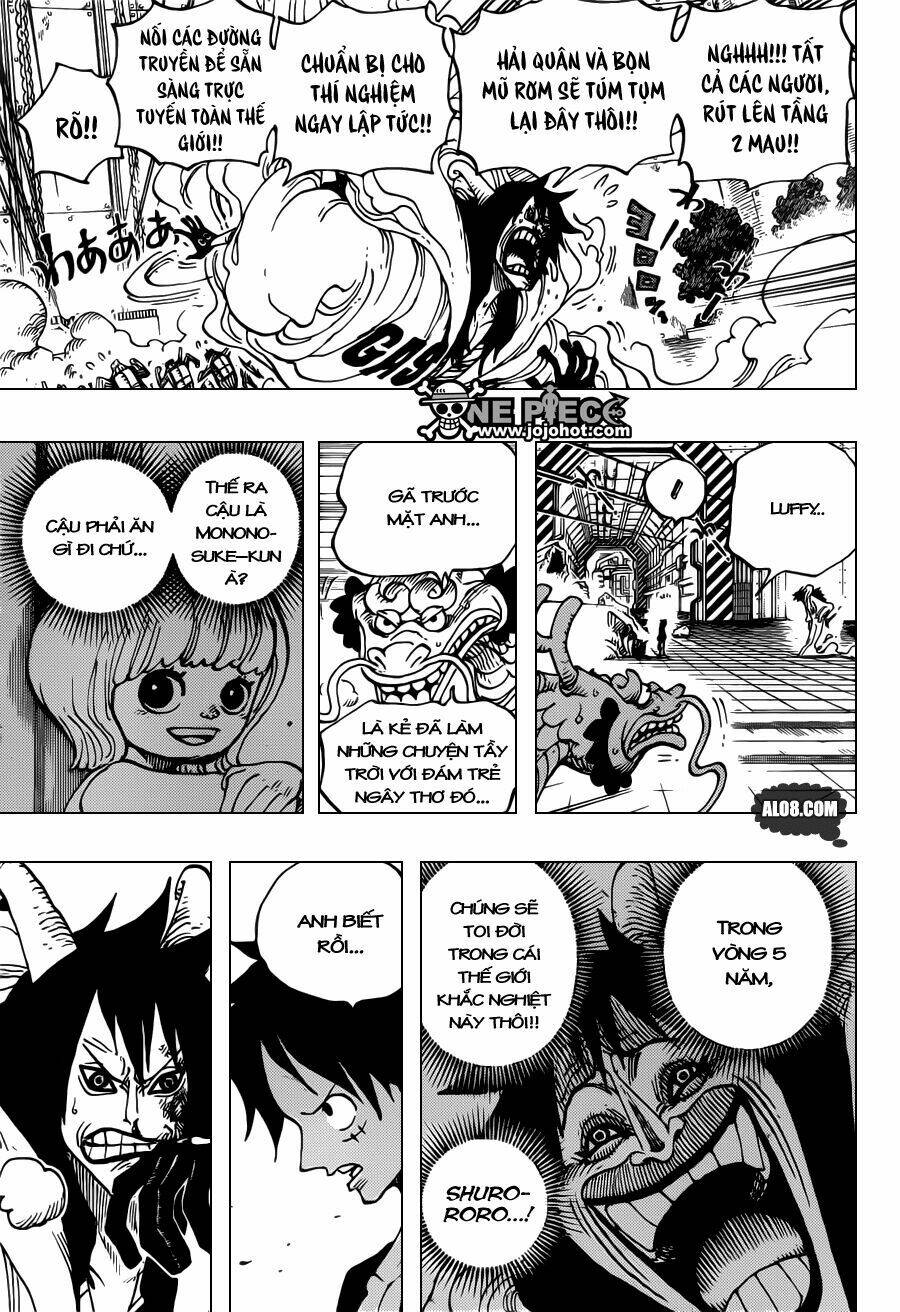 NGHHH!!! TẤT
CẢ CÁC NGƯƠI,
RÚT LÊN TẦNG
2 MAU!!
HẢI QUÂN VÀ BỌN
MŨ RƠM SẼ TÚM TỤM
LẠI ĐÂY THÔI!!
CHUẨN BỊ CHO
THÍ NGHIỆM
NGAY LẬP TỨC!!
NỐI CÁC ĐƯỜNG
TRUYỀN ĐỂ SẴN
SÀNG TRỰC
TUYẾN TOÀN THẾ
GIỚI!!
RÕ!!
わあああ
ヨロロロ
GAS
ONE PIECE
www.jojohot.com
LUFFY...
!
GÃ TRƯỚC
MẶT ANH...
LÀ KẺ ĐÃ LÀM
NHỮNG CHUYỆN TẦY
TRỜI VỚI ĐÁM TRẺ
NGÂY THƠ ĐÓ...
THẾ RA
CẬU LÀ
MONONO-
SUKE-KUN
À?
CẬU PHẢI ĂN
GÌ ĐI CHỨ...
ALO8.COM
TRONG
VÒNG 5
NĂM,
CHÚNG SẼ
TOI ĐỜI
TRONG CÁI
THẾ GIỚI
KHẮC NGHIỆT
NÀY THÔI!!
SHURO-
RORO...!
ANH BIẾT
RỒI...